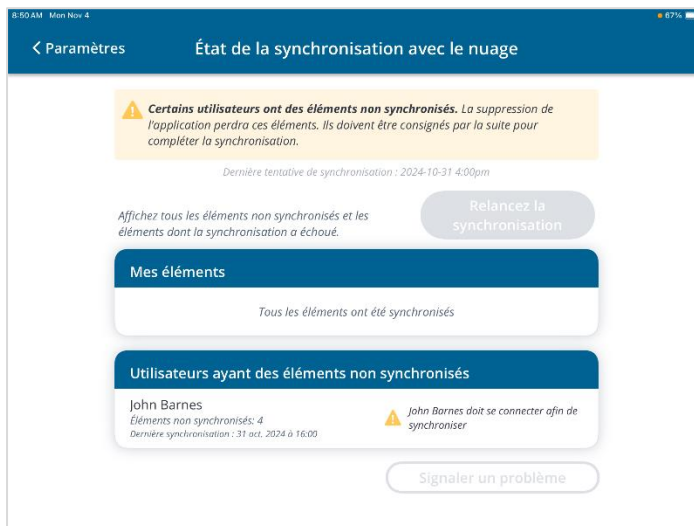 8:50 AM Mon Nov 4
67%
Paramètres
État de la synchronisation avec le nuage
Certains utilisateurs ont des éléments non synchronisés. La suppression de
l'application perdra ces éléments. Ils doivent être consignés par la suite pour
compléter la synchronisation.
Dernière tentative de synchronisation : 2024-10-31 4:00pm
Affichez tous les éléments non synchronisés et les
éléments dont la synchronisation a échoué.
Relancez la
synchronisation
Mes éléments
Tous les éléments ont été synchronisés
Utilisateurs ayant des éléments non synchronisés
John Barnes
Éléments non synchronisés: 4
Dernière synchronisation : 31 oct. 2024 à 16:00
John Barnes doit se connecter afin de
synchroniser
Signaler un problème